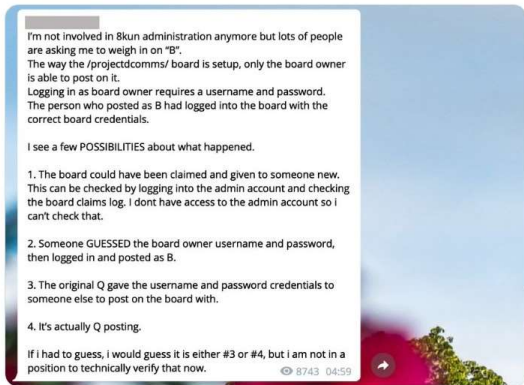 I'm not involved in 8kun administration anymore but lots of people
are asking me to weigh in on "B".
The way the /projectdcomms/ board is setup, only the board owner
is able to post on it.
Logging in as board owner requires a username and password.
The person who posted as B had logged into the board with the
correct board credentials.
I see a few POSSIBILITIES about what happened.
1. The board could have been claimed and given to someone new.
This can be checked by logging into the admin account and checking
the board claims log. I dont have access to the admin account so i
can't check that.
2. Someone GUESSED the board owner username and password,
then logged in and posted as B.
3. The original Q gave the username and password credentials to
someone else to post on the board with.
4. It's actually Q posting.
If i had to guess, i would guess it is either #3 or #4, but i am not in a
position to technically verify that now.
8743 04:59